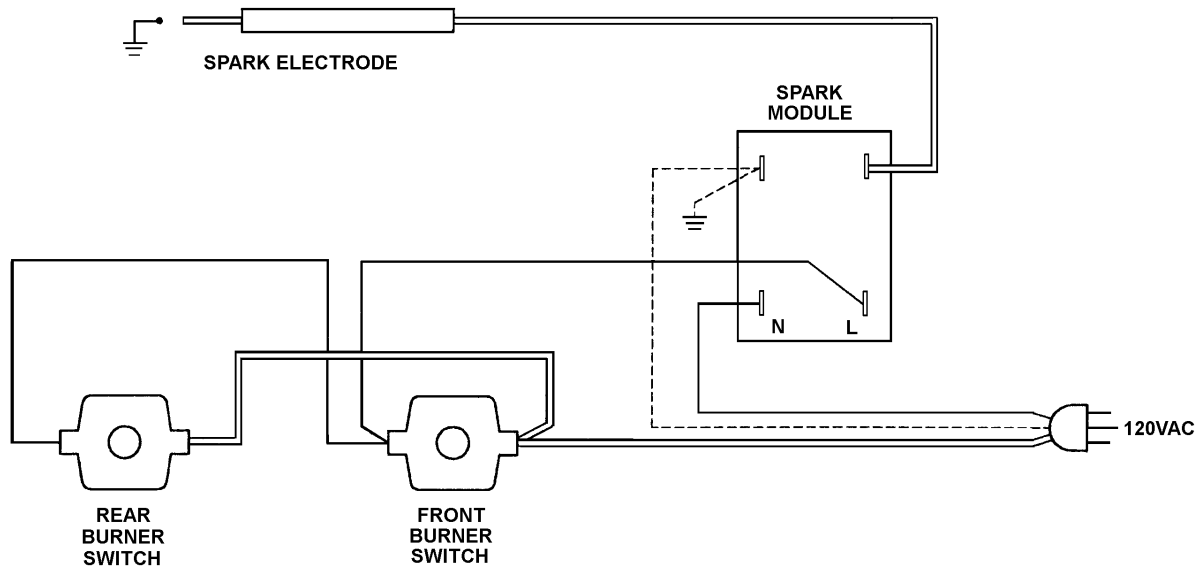 SPARK ELECTRODE
SPARK
MODULE
N
L
120VAC
REAR
BURNER
SWITCH
FRONT
BURNER
SWITCH